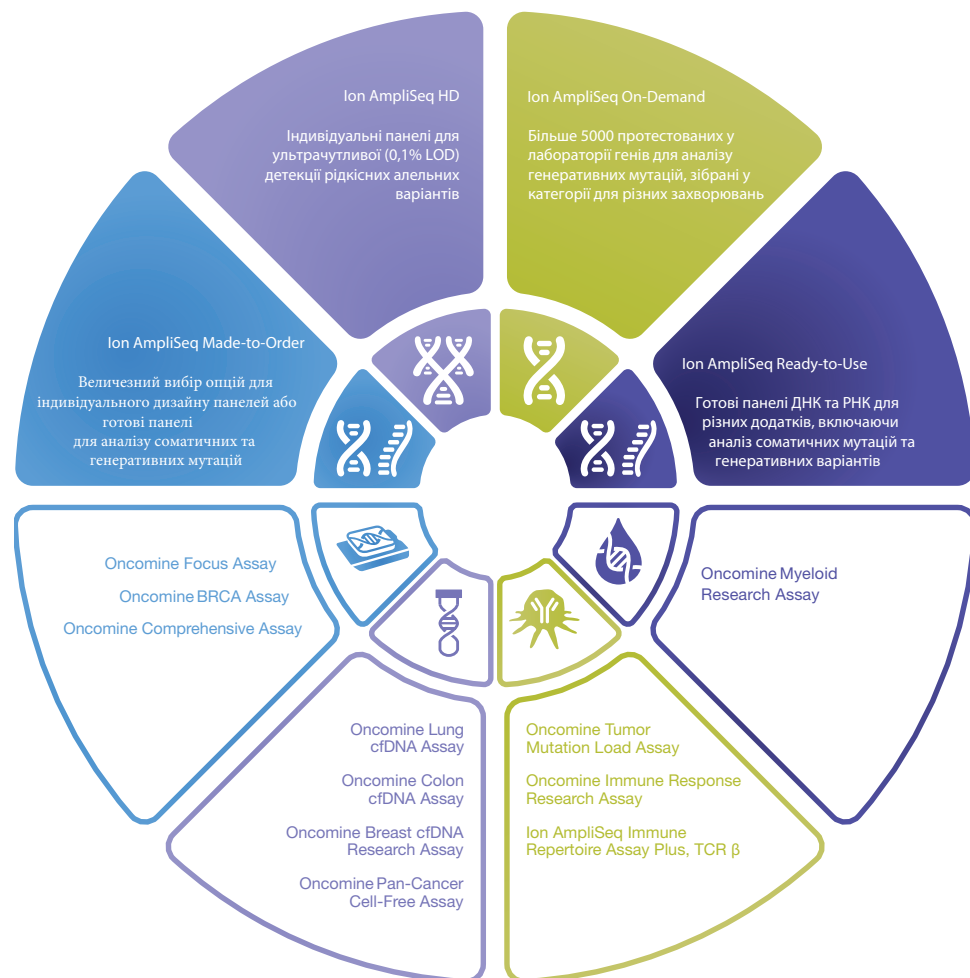 Ion AmpliSeq HD
Індивідуальні панелі для
ультрачутливої (0,1% LOD)
детекції рідкісних алельних
варіантів
Ion AmpliSeq On-Demand
Більше 5000 протестованих у
лабораторії генів для аналізу
генеративних мутацій, зібрані у
категорії для різних захворювань
Ion AmpliSeq Made-to-Order
Величезний вибір опцій для
індивідуального дизайну панелей або
готові панелі
для аналізу соматичних та
генеративних мутацій
Ion AmpliSeq Ready-to-Use
Готові панелі ДНК та РНК для
різних додатків, включаючи
аналіз соматичних мутацій та
генеративних варіантів
Oncomine Focus Assay
Oncomine BRCA Assay
Oncomine Comprehensive Assay
Oncomine Myeloid
Research Assay
Oncomine Lung
cfDNA Assay
Oncomine Colon
cfDNA Assay
Oncomine Breast cfDNA
Research Assay
Oncomine Pan-Cancer
Cell-Free Assay
Oncomine Tumor
Mutation Load Assay
Oncomine Immune Response
Research Assay
Ion AmpliSeq Immune
Repertoire Assay Plus, TCR β